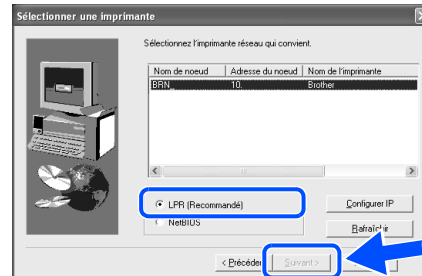 Sélectionner une imprimante
Sélectionnez l'imprimante réseau qui convient.
Nom de noeud Adresse du noeud Nom de l'imprimante
BRN_ 10. Brother
LPR (Recommandé)
NetBIOS
Configurer IP
Rafraîchir
< Précéden
Suivant >